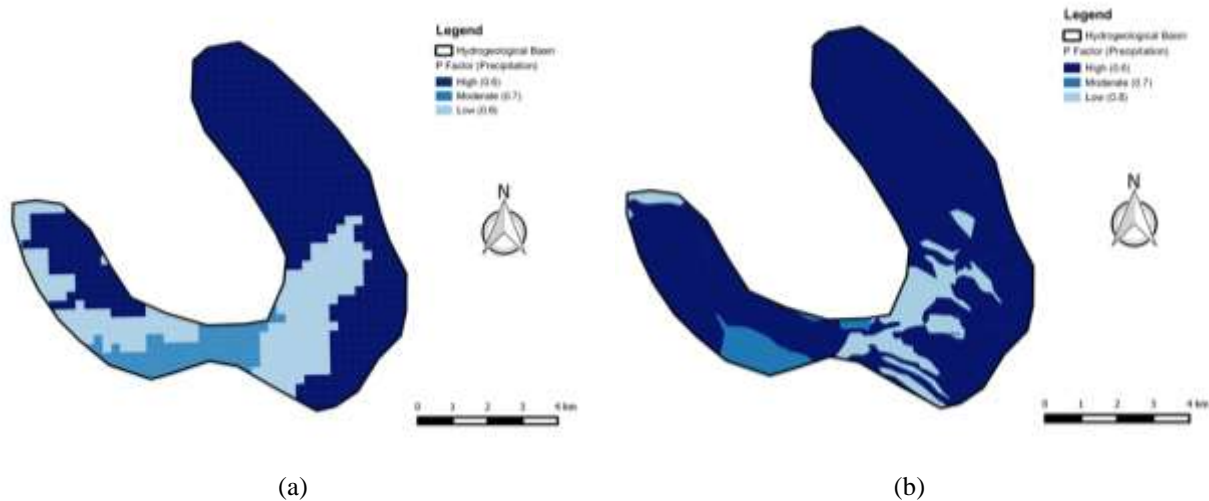 Legend
Hydrogeological Basin
P Factor (Precipitation)
High (0.6)
Moderate (0.7)
Low (0.8)
N
0 1 2 3 4 km
(a)
Legend
Hydrogeological Basin
P Factor (Precipitation)
High (0.6)
Moderate (0.7)
Low (0.8)
N
0 1 2 3 4 km
(b)